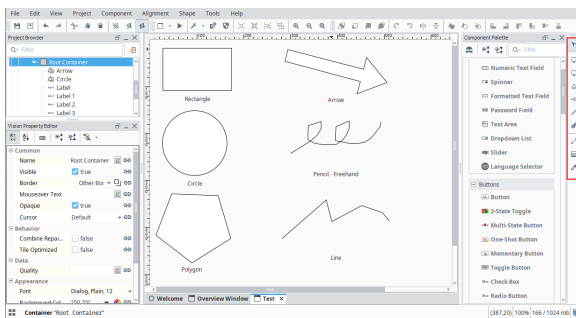 File Edit View Project Component Alignment Shape Tools Help
Project Browser
Filter
Root Container
Arrow
Circle
Label
Label 1
Label 2
Label 3
Vision Property Editor
Common
Name Root Container
Visible true
Border Other Bo
Mouseover Text
Opaque true
Cursor Default
Behavior
Combine Repai... false
Tile Optimized false
Data
Quality
Appearance
Font Dialog, Plain, 12
Rectangle
Arrow
Circle
Pencil - Freehand
Polygon
Line
Welcome Overview Window Test
Component Palette
Filter
Numeric Text Field
Spinner
Formatted Text Field
Password Field
Text Area
Dropdown List
Slider
Language Selector
Buttons
Button
2-State Toggle
Multi-State Button
One-Shot Button
Momentary Button
Toggle Button
Check Box
Radio Button
Container "Root Container"
(387,20) 100% 166 / 1024 mb